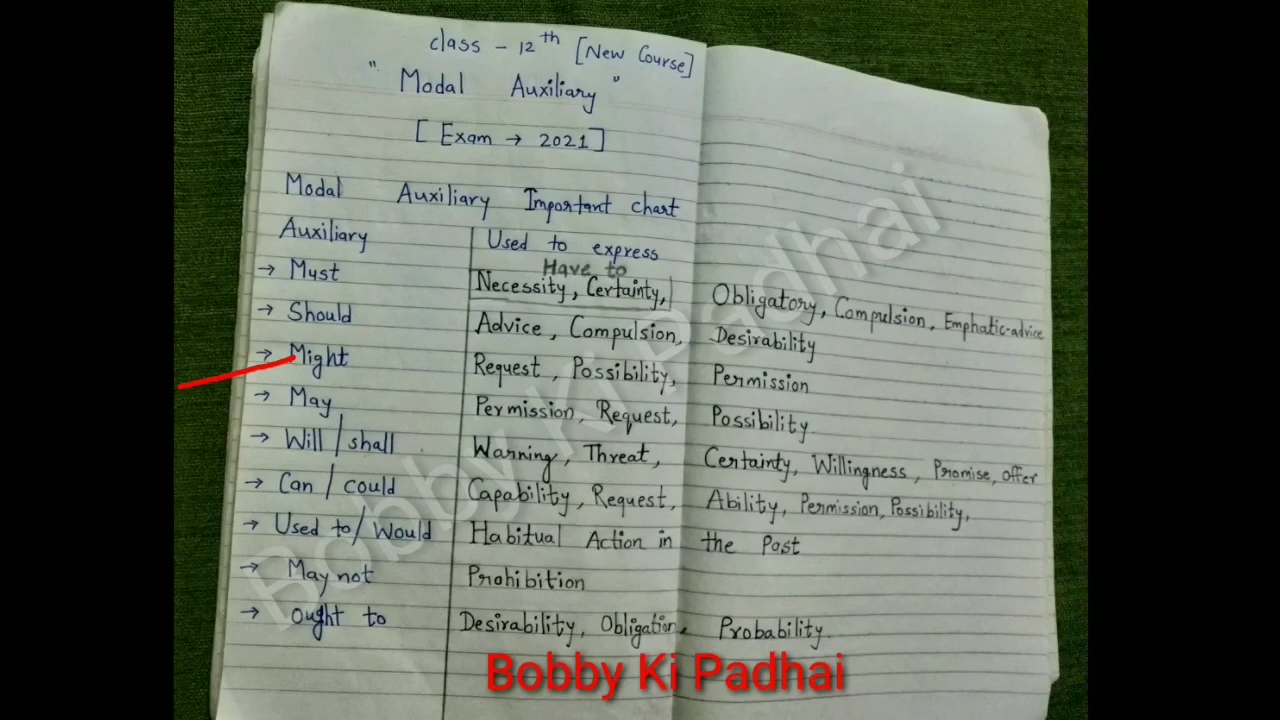 class - 12th [New Course]
" Modal Auxiliary "
[ Exam → 2021 ]
Modal Auxiliary Important chart
Auxiliary Used to express
Have to
→ Must Necessity, Certainty, Obligatory, Compulsion, Emphatic-advice
→ Should Advice, Compulsion, Desirability
→ Might Request, Possibility, Permission
→ May Permission, Request, Possibility.
→ Will / shall Warning, Threat, Certainty, Willingness, Promise, offer
→ Can / could Capability, Request, Ability, Permission, Possibility,
→ Used to / Would Habitual Action in the Past
→ May not Prohibition
→ ought to Desirability, Obligation, Probability.
Bobby Ki Padhai
Bobby Ki Padhai